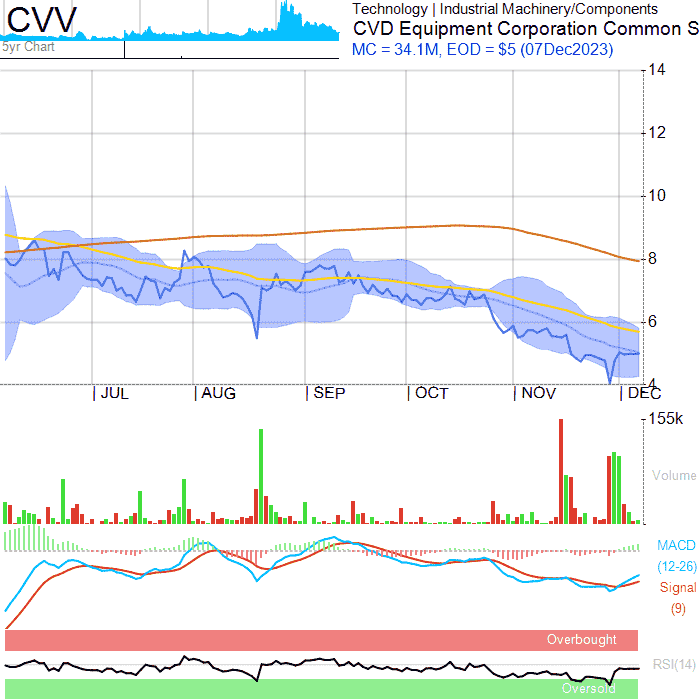 CVV
5yr Chart
Technology | Industrial Machinery/Components
CVD Equipment Corporation Common S
MC = 34.1M, EOD = $5 (07Dec2023)
14
12
10
8
6
4
JUL AUG SEP OCT NOV DEC
155k
Volume
MACD
(12-26)
Signal
(9)
Overbought
RSI(14)
Oversold